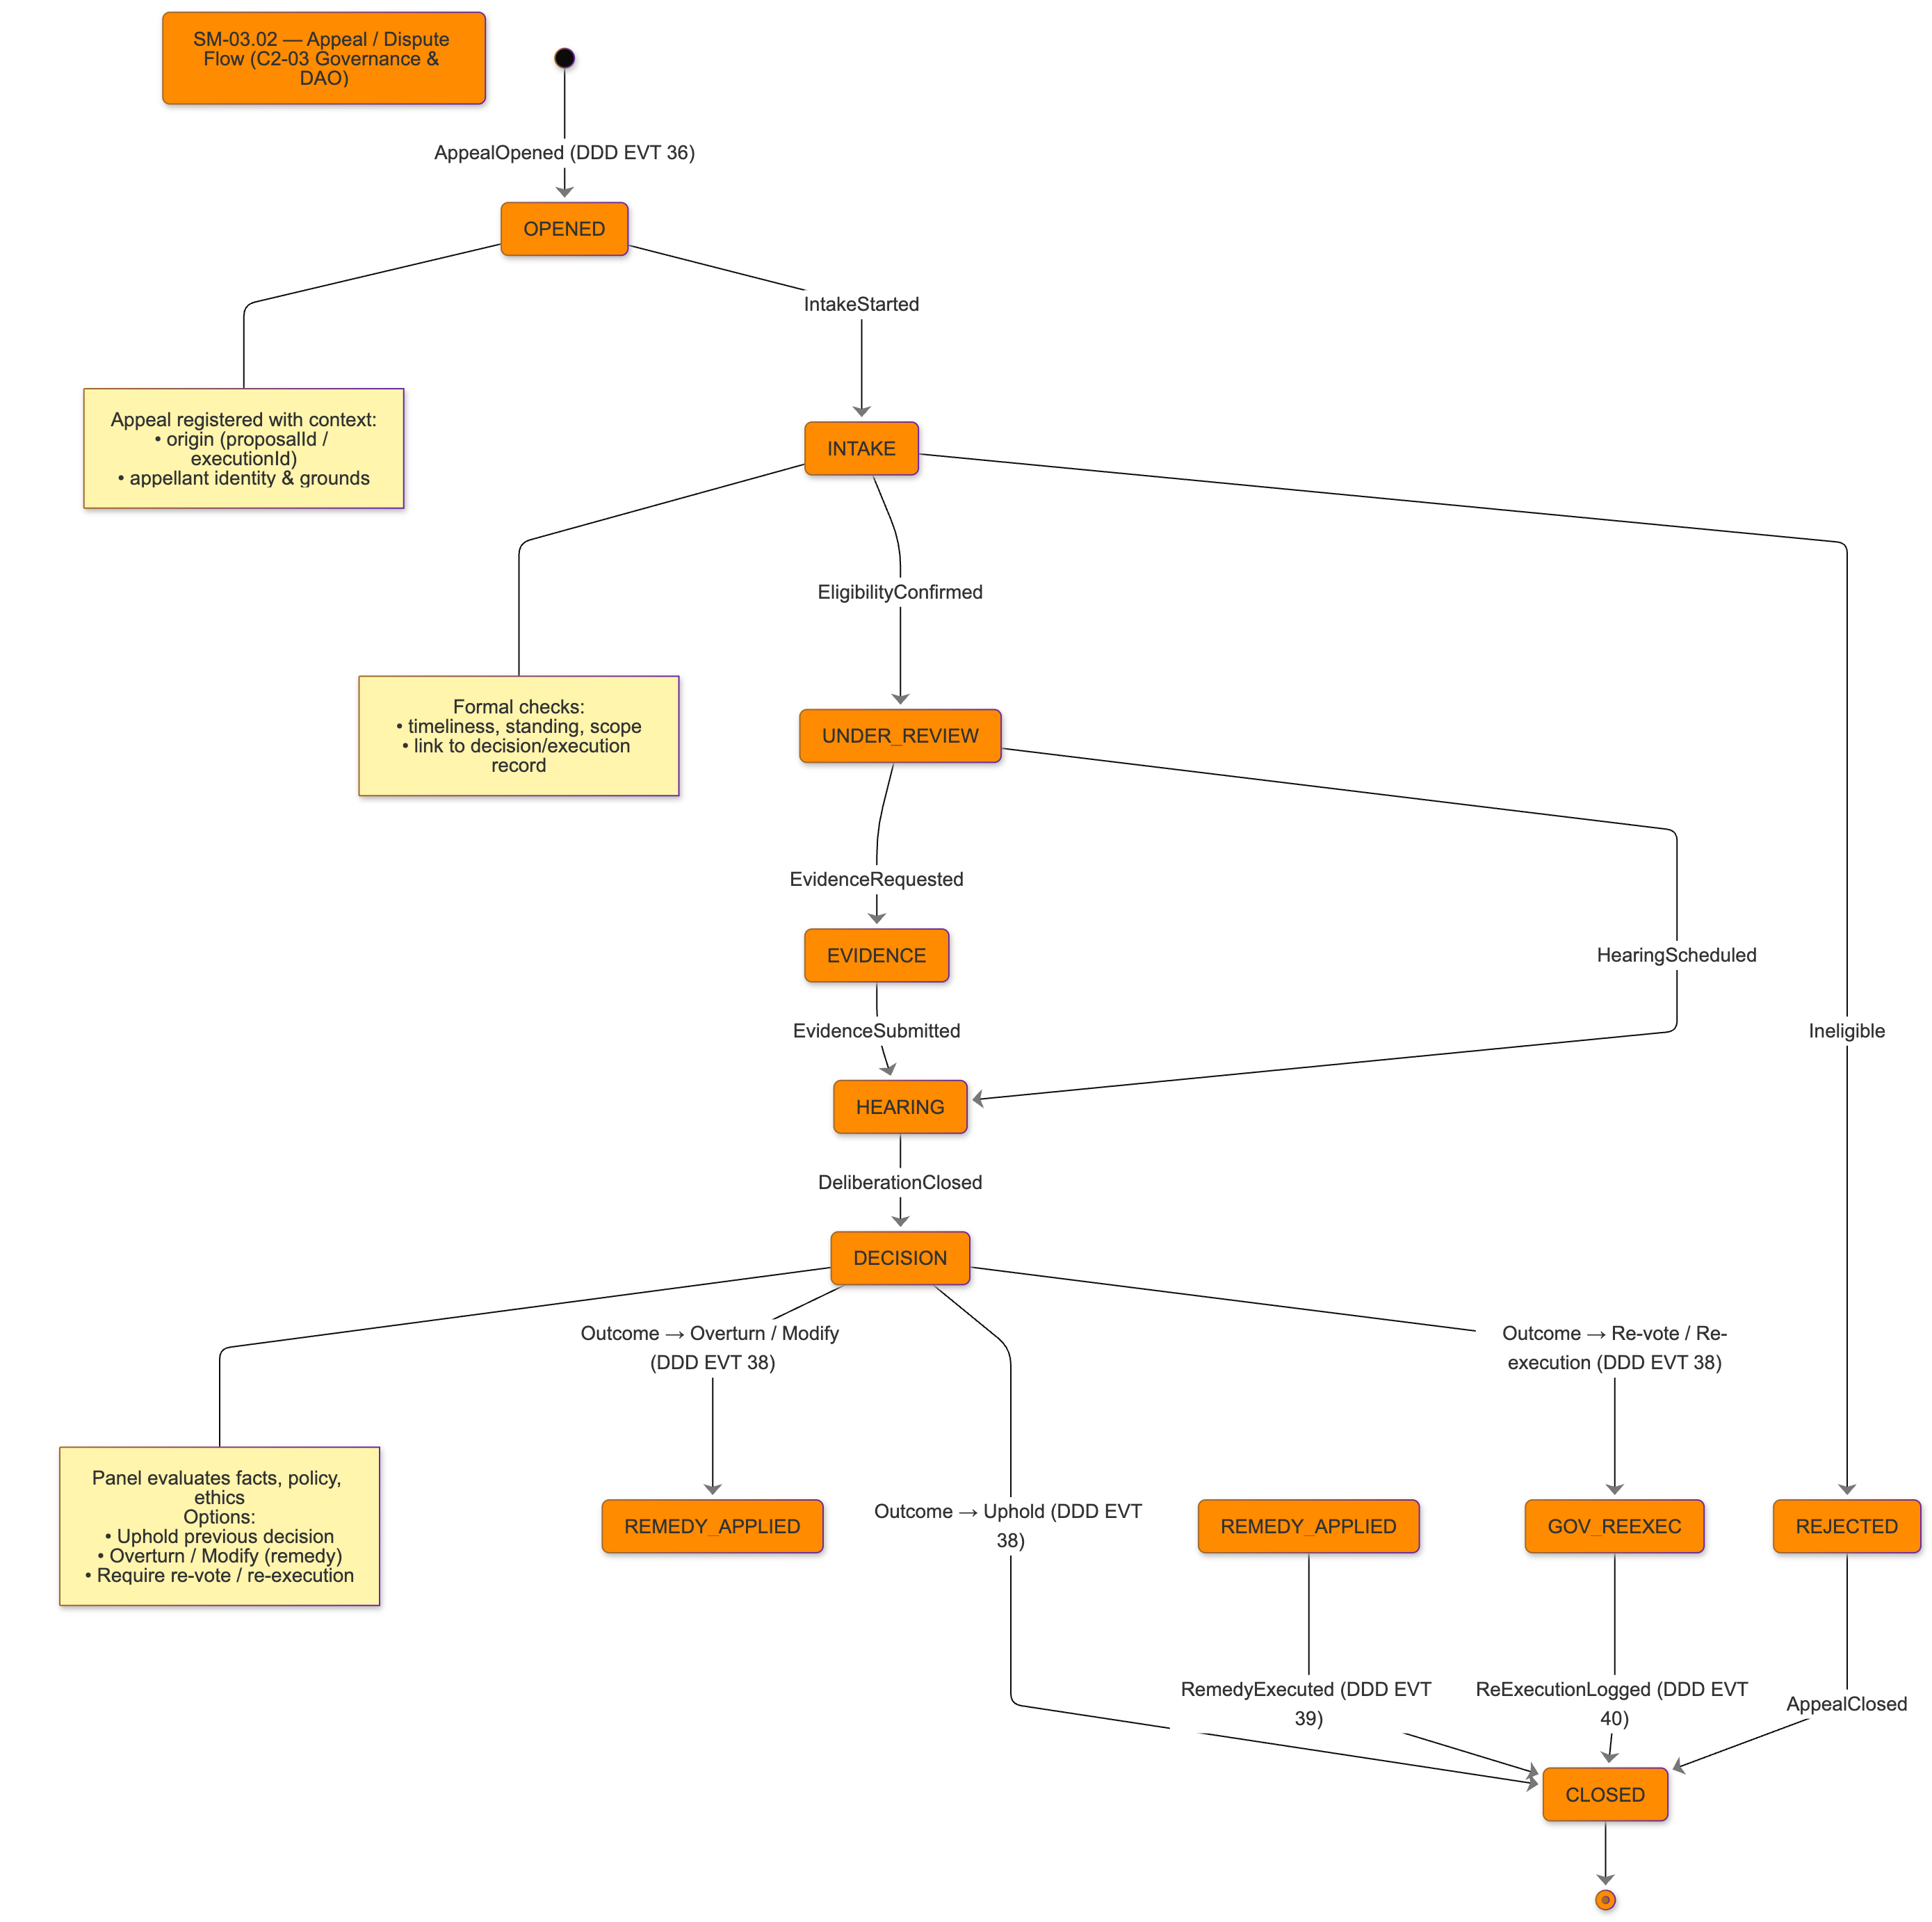 SM-03.02 — Appeal / Dispute
Flow (C2-03 Governance &
DAO)
AppealOpened (DDD EVT 36)
OPENED
IntakeStarted
Appeal registered with context:
• origin (proposalId /
executionId)
• appellant identity & grounds
INTAKE
EligibilityConfirmed
Formal checks:
• timeliness, standing, scope
• link to decision/execution
record
UNDER_REVIEW
EvidenceRequested
EVIDENCE
HearingScheduled
EvidenceSubmitted
Ineligible
HEARING
DeliberationClosed
DECISION
Outcome → Overturn / Modify
(DDD EVT 38)
Outcome → Re-vote / Re-
execution (DDD EVT 38)
Panel evaluates facts, policy,
ethics
Options:
• Uphold previous decision
• Overturn / Modify (remedy)
• Require re-vote / re-execution
REMEDY_APPLIED
Outcome → Uphold (DDD EVT
38)
REMEDY_APPLIED
GOV_REEXEC
REJECTED
RemedyExecuted (DDD EVT
39)
ReExecutionLogged (DDD EVT
40)
AppealClosed
CLOSED